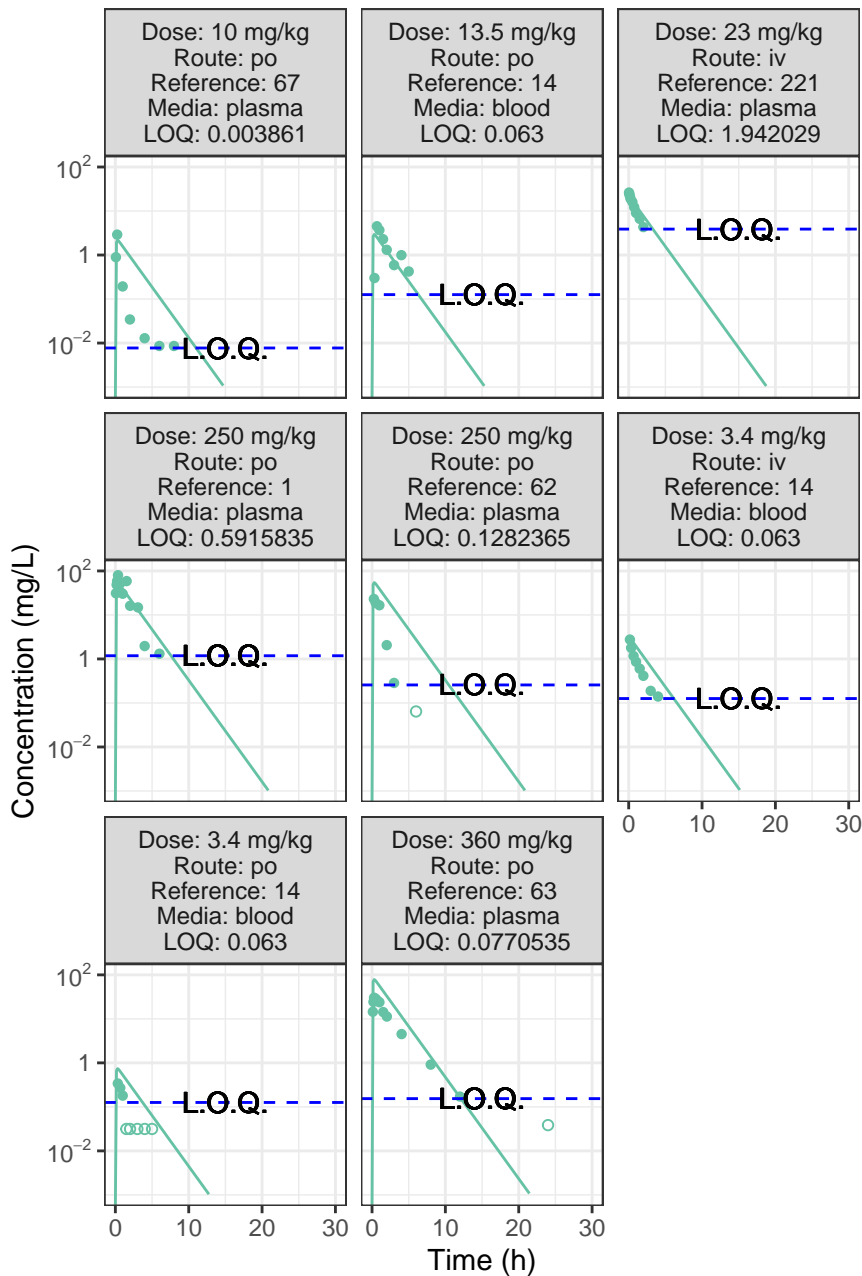 Dose: 10 mg/kg
Route: po
Reference: 67
Media: plasma
LOQ: 0.003861
Dose: 13.5 mg/kg
Route: po
Reference: 14
Media: blood
LOQ: 0.063
Dose: 23 mg/kg
Route: iv
Reference: 221
Media: plasma
LOQ: 1.942029
10²
1
10⁻²
L.O.Q.
L.O.Q.
L.O.Q.
Dose: 250 mg/kg
Route: po
Reference: 1
Media: plasma
LOQ: 0.5915835
Dose: 250 mg/kg
Route: po
Reference: 62
Media: plasma
LOQ: 0.1282365
Dose: 3.4 mg/kg
Route: iv
Reference: 14
Media: blood
LOQ: 0.063
Concentration (mg/L)
10²
1
10⁻²
L.O.Q.
L.O.Q.
L.O.Q.
0 10 20 30
Dose: 3.4 mg/kg
Route: po
Reference: 14
Media: blood
LOQ: 0.063
Dose: 360 mg/kg
Route: po
Reference: 63
Media: plasma
LOQ: 0.0770535
10²
1
10⁻²
L.O.Q.
L.O.Q.
0 10 20 30
0 10 20 30
Time (h)